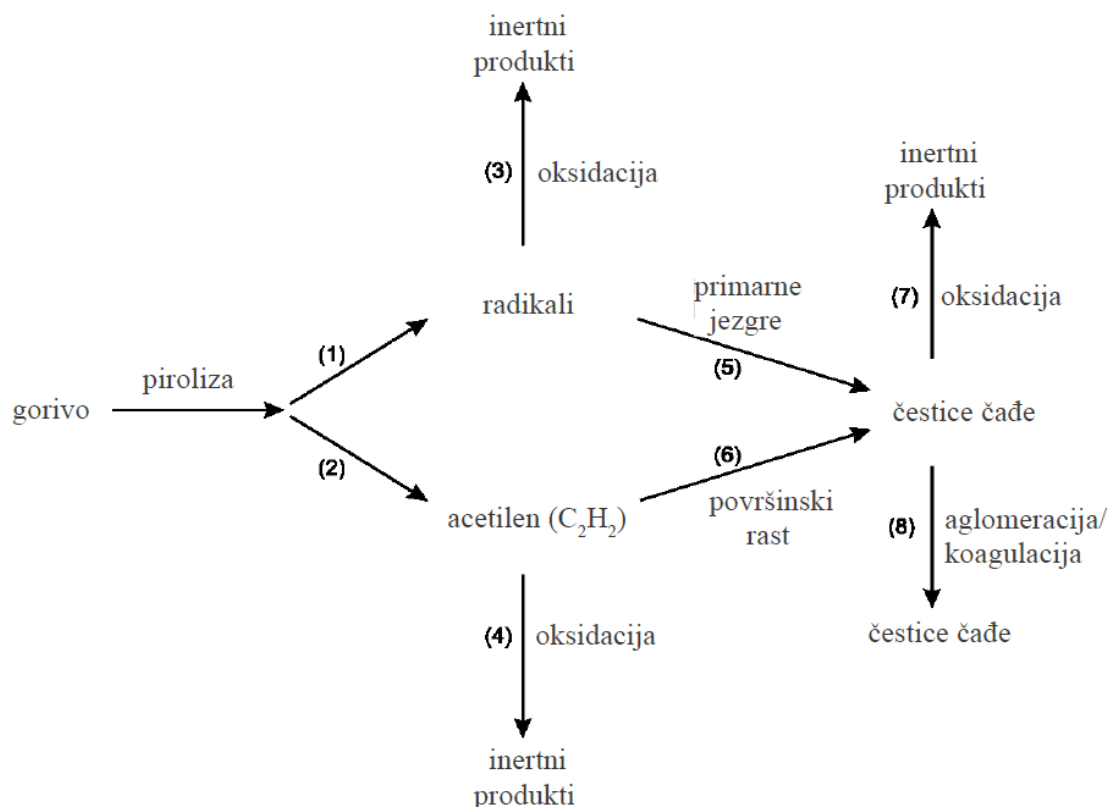 inertni
produkti
(3) oksidacija
inertni
produkti
radikali
primarne
jezgre
(7) oksidacija
(1)
(5)
piroliza
gorivo
čestice čađe
(2)
(6)
acetilen (C₂H₂)
površinski
rast
(8) aglomeracija/
koagulacija
(4) oksidacija
čestice čađe
inertni
produkti